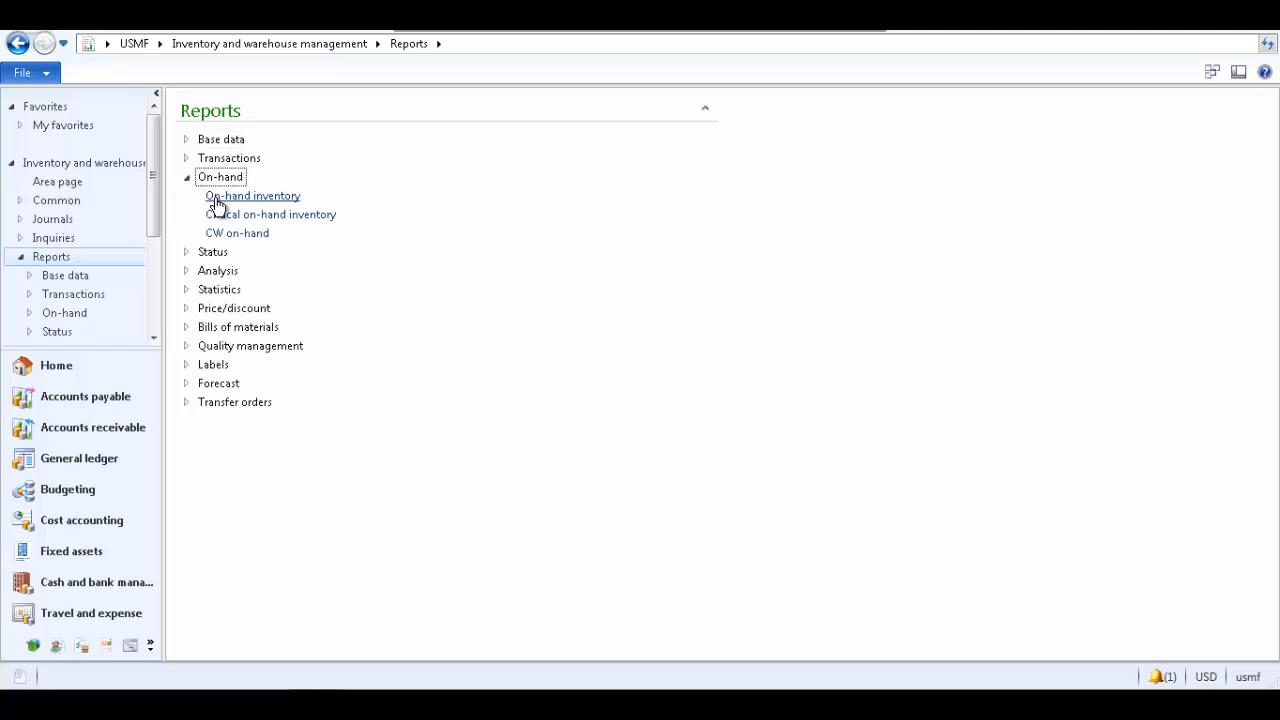 USMF Inventory and warehouse management Reports
File
Favorites
My favorites
Inventory and warehouse
Area page
Common
Journals
Inquiries
Reports
Base data
Transactions
On-hand
Status
Home
Accounts payable
Accounts receivable
General ledger
Budgeting
Cost accounting
Fixed assets
Cash and bank mana...
Travel and expense
Reports
Base data
Transactions
On-hand
On-hand inventory
Critical on-hand inventory
CW on-hand
Status
Analysis
Statistics
Price/discount
Bills of materials
Quality management
Labels
Forecast
Transfer orders
(1) USD usmf